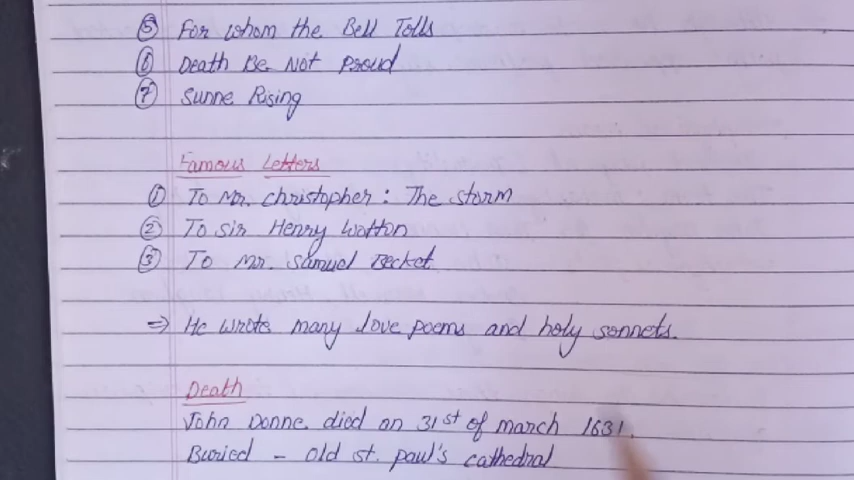 ⑤ For whom the Bell Tolls
⑥ Death Be Not Proud
⑦ Sunne Rising
Famous Letters
① To Mr. Christopher : The storm
② To Sir Henry Wotton
③ To Mr. Samuel Becket
⇒ He wrote many love poems and holy sonnets.
Death
John Donne died on 31st of march 1631.
Buried – old st. paul's cathedral